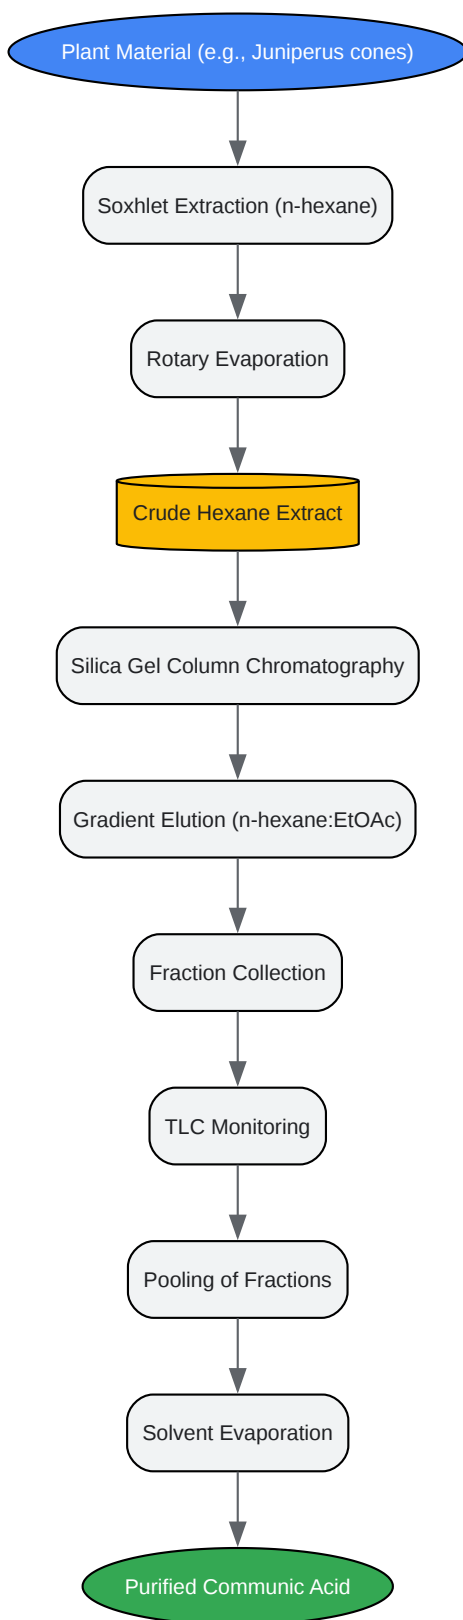 Plant Material (e.g., Juniperus cones)
Soxhlet Extraction (n-hexane)
Rotary Evaporation
Crude Hexane Extract
Silica Gel Column Chromatography
Gradient Elution (n-hexane:EtOAc)
Fraction Collection
TLC Monitoring
Pooling of Fractions
Solvent Evaporation
Purified Communic Acid